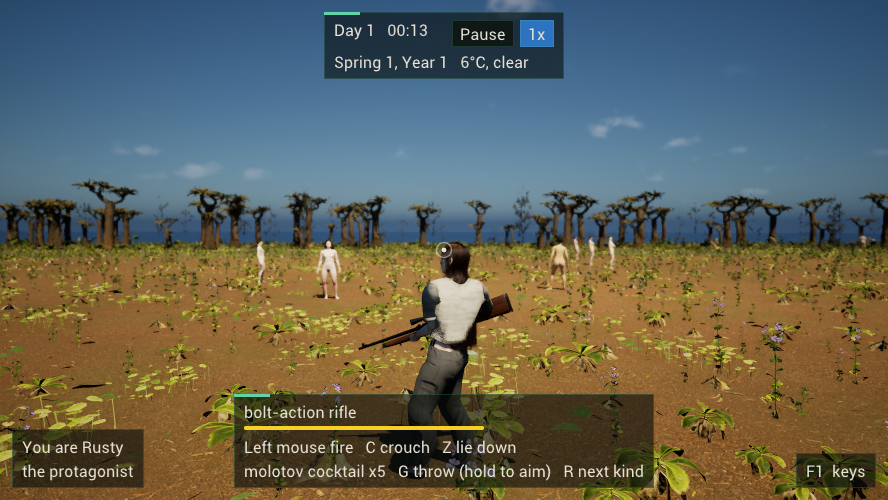 Day 1 00:13 Pause 1x
Spring 1, Year 1 6°C, clear
bolt-action rifle
Left mouse fire C crouch Z lie down
molotov cocktail x5 G throw (hold to aim) R next kind
You are Rusty
the protagonist
F1 keys